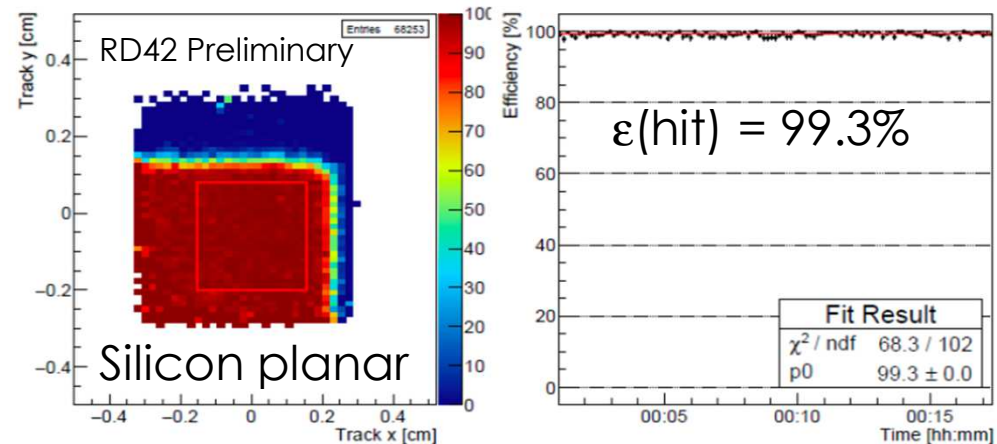 Track y [cm]
Entries 68253
RD42 Preliminary
0.4
0.2
0
−0.2
−0.4
Silicon planar
−0.4 −0.2 0 0.2 0.4
Track x [cm]
100
90
80
70
60
50
40
30
20
10
0
Efficiency [%]
100
80
60
40
20
0
ε(hit) = 99.3%
Fit Result
χ² / ndf 68.3 / 102
p0 99.3 ± 0.0
00:05 00:10 00:15
Time [hh:mm]